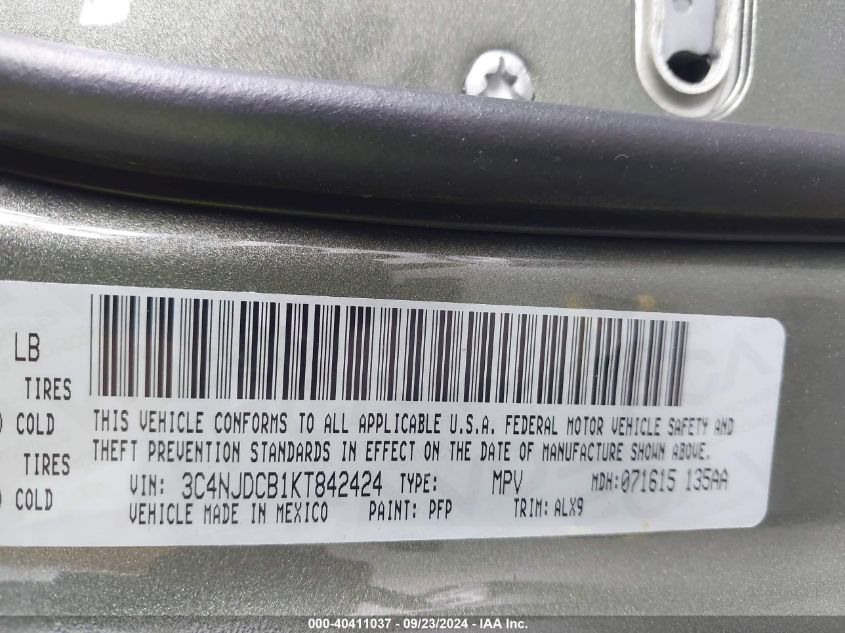 LB
TIRES
COLD
TIRES
COLD
THIS VEHICLE CONFORMS TO ALL APPLICABLE U.S.A. FEDERAL MOTOR VEHICLE SAFETY AND
THEFT PREVENTION STANDARDS IN EFFECT ON THE DATE OF MANUFACTURE SHOWN ABOVE.
VIN: 3C4NJDCB1KT842424 TYPE: MPV MDH:071615 135AA
VEHICLE MADE IN MEXICO PAINT: PFP TRIM: ALX9
000-40411037 - 09/23/2024 - IAA Inc.